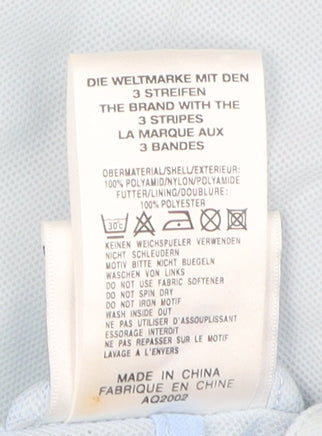 DIE WELTMARKE MIT DEN
3 STREIFEN
THE BRAND WITH THE
3 STRIPES
LA MARQUE AUX
3 BANDES
OBERMATERIAL/SHELL/EXTERIEUR:
100% POLYAMID/NYLON/POLYAMIDE
FUTTER/LINING/DOUBLURE:
100% POLYESTER
30°C
KEINEN WEICHSPUELER VERWENDEN
NICHT SCHLEUDERN
MOTIV BITTE NICHT BUEGELN
WASCHEN VON LINKS
DO NOT USE FABRIC SOFTENER
DO NOT SPIN DRY
DO NOT IRON MOTIF
WASH INSIDE OUT
NE PAS UTILISER D'ASSOUPLISSANT
ESSORAGE INTERDIT
NE PAS REPASSER SUR LE MOTIF
LAVAGE A L'ENVERS
MADE IN CHINA
FABRIQUE EN CHINE
AQ2002